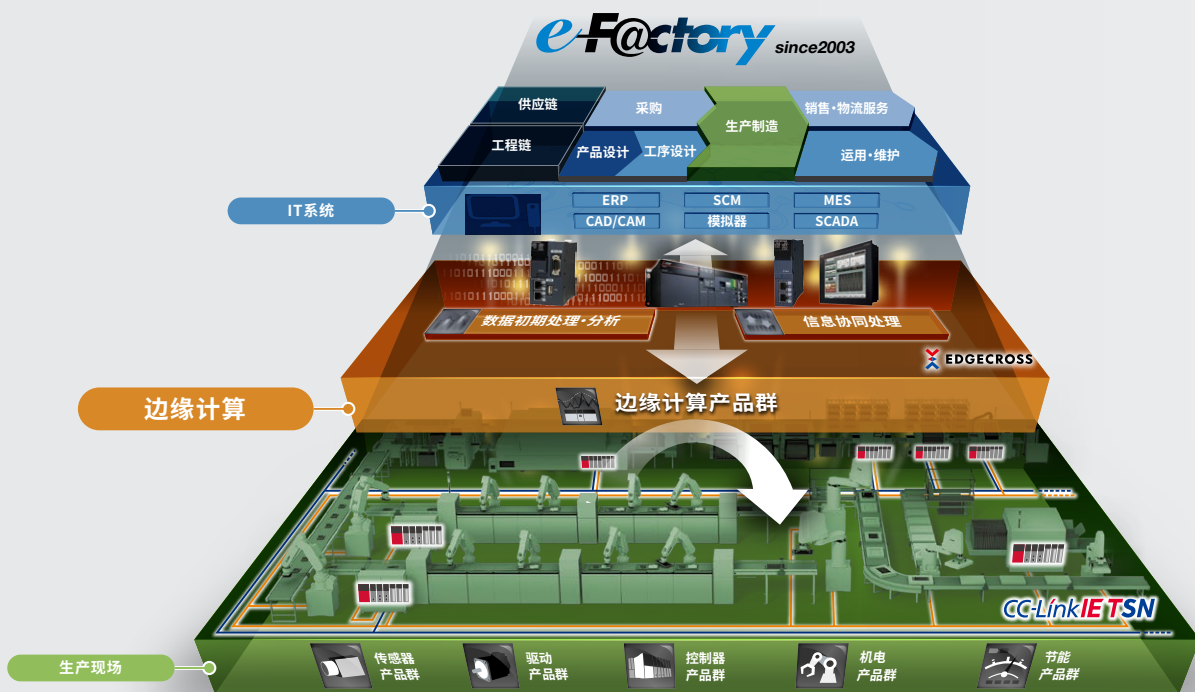 e-F@ctory since2003
供应链
采购
生产制造
销售·物流服务
工程链
产品设计
工序设计
运用·维护
IT系统
ERP
SCM
MES
CAD/CAM
模拟器
SCADA
数据初期处理·分析
信息协同处理
EDGECROSS
边缘计算
边缘计算产品群
CC-Link IE TSN
生产现场
传感器
产品群
驱动
产品群
控制器
产品群
机电
产品群
节能
产品群